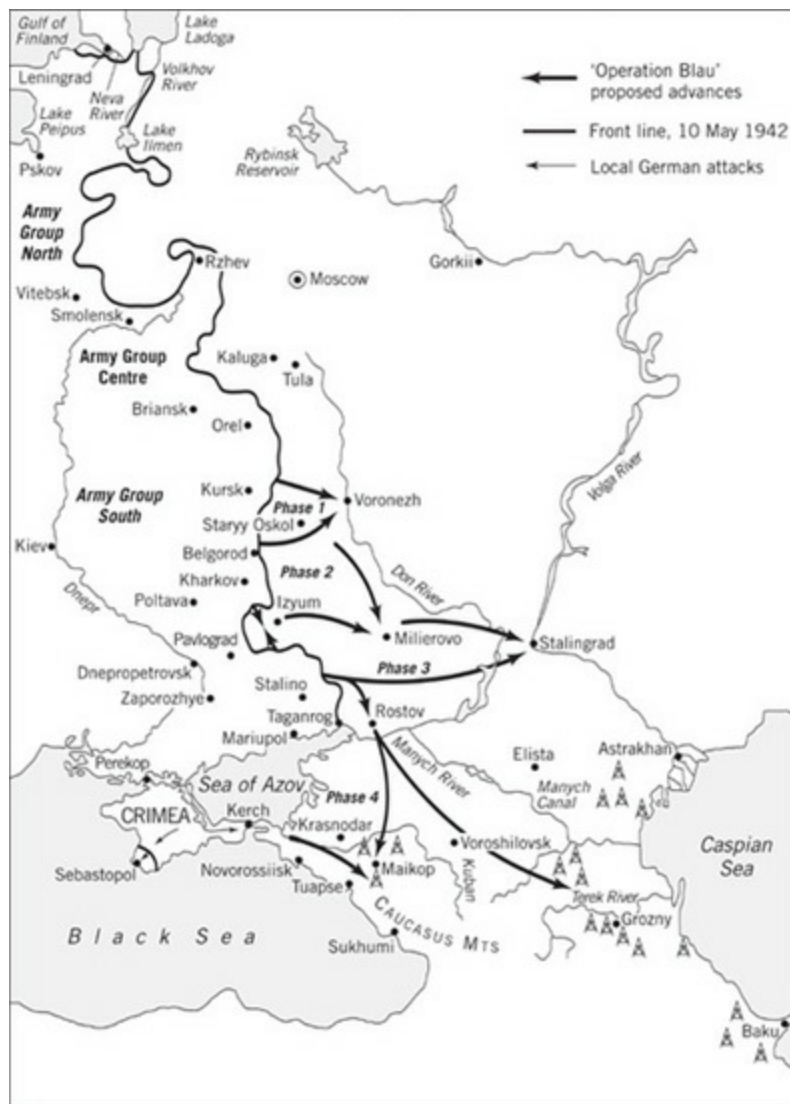 Gulf of
Finland
Lake
Ladoga
Leningrad
Volkhov
River
Neva
River
Lake
Peipus
Lake
Ilmen
Pskov
'Operation Blau'
proposed advances
Front line, 10 May 1942
Local German attacks
Rybinsk
Reservoir
Army
Group
North
Rzhev
Moscow
Gorkii
Vitebsk
Smolensk
Army Group
Centre
Kaluga
Tula
Briansk
Orel
Army Group
South
Kursk
Phase 1
Voronezh
Staryy Oskol
Volga River
Kiev
Belgorod
Phase 2
Don River
Kharkov
Dnepr
Poltava
Izyum
Milierovo
Stalingrad
Pavlograd
Phase 3
Dnepropetrovsk
Stalino
Zaporozhye
Taganrog
Rostov
Mariupol
Manych River
Elista
Astrakhan
Perekop
Sea of Azov
Manych
Canal
Phase 4
CRIMEA
Kerch
Krasnodar
Voroshilovsk
Caspian
Sea
Sebastopol
Novorossiisk
Maikop
Kuban
Tuapse
Terek River
Grozny
CAUCASUS MTS
Black Sea
Sukhumi
Baku